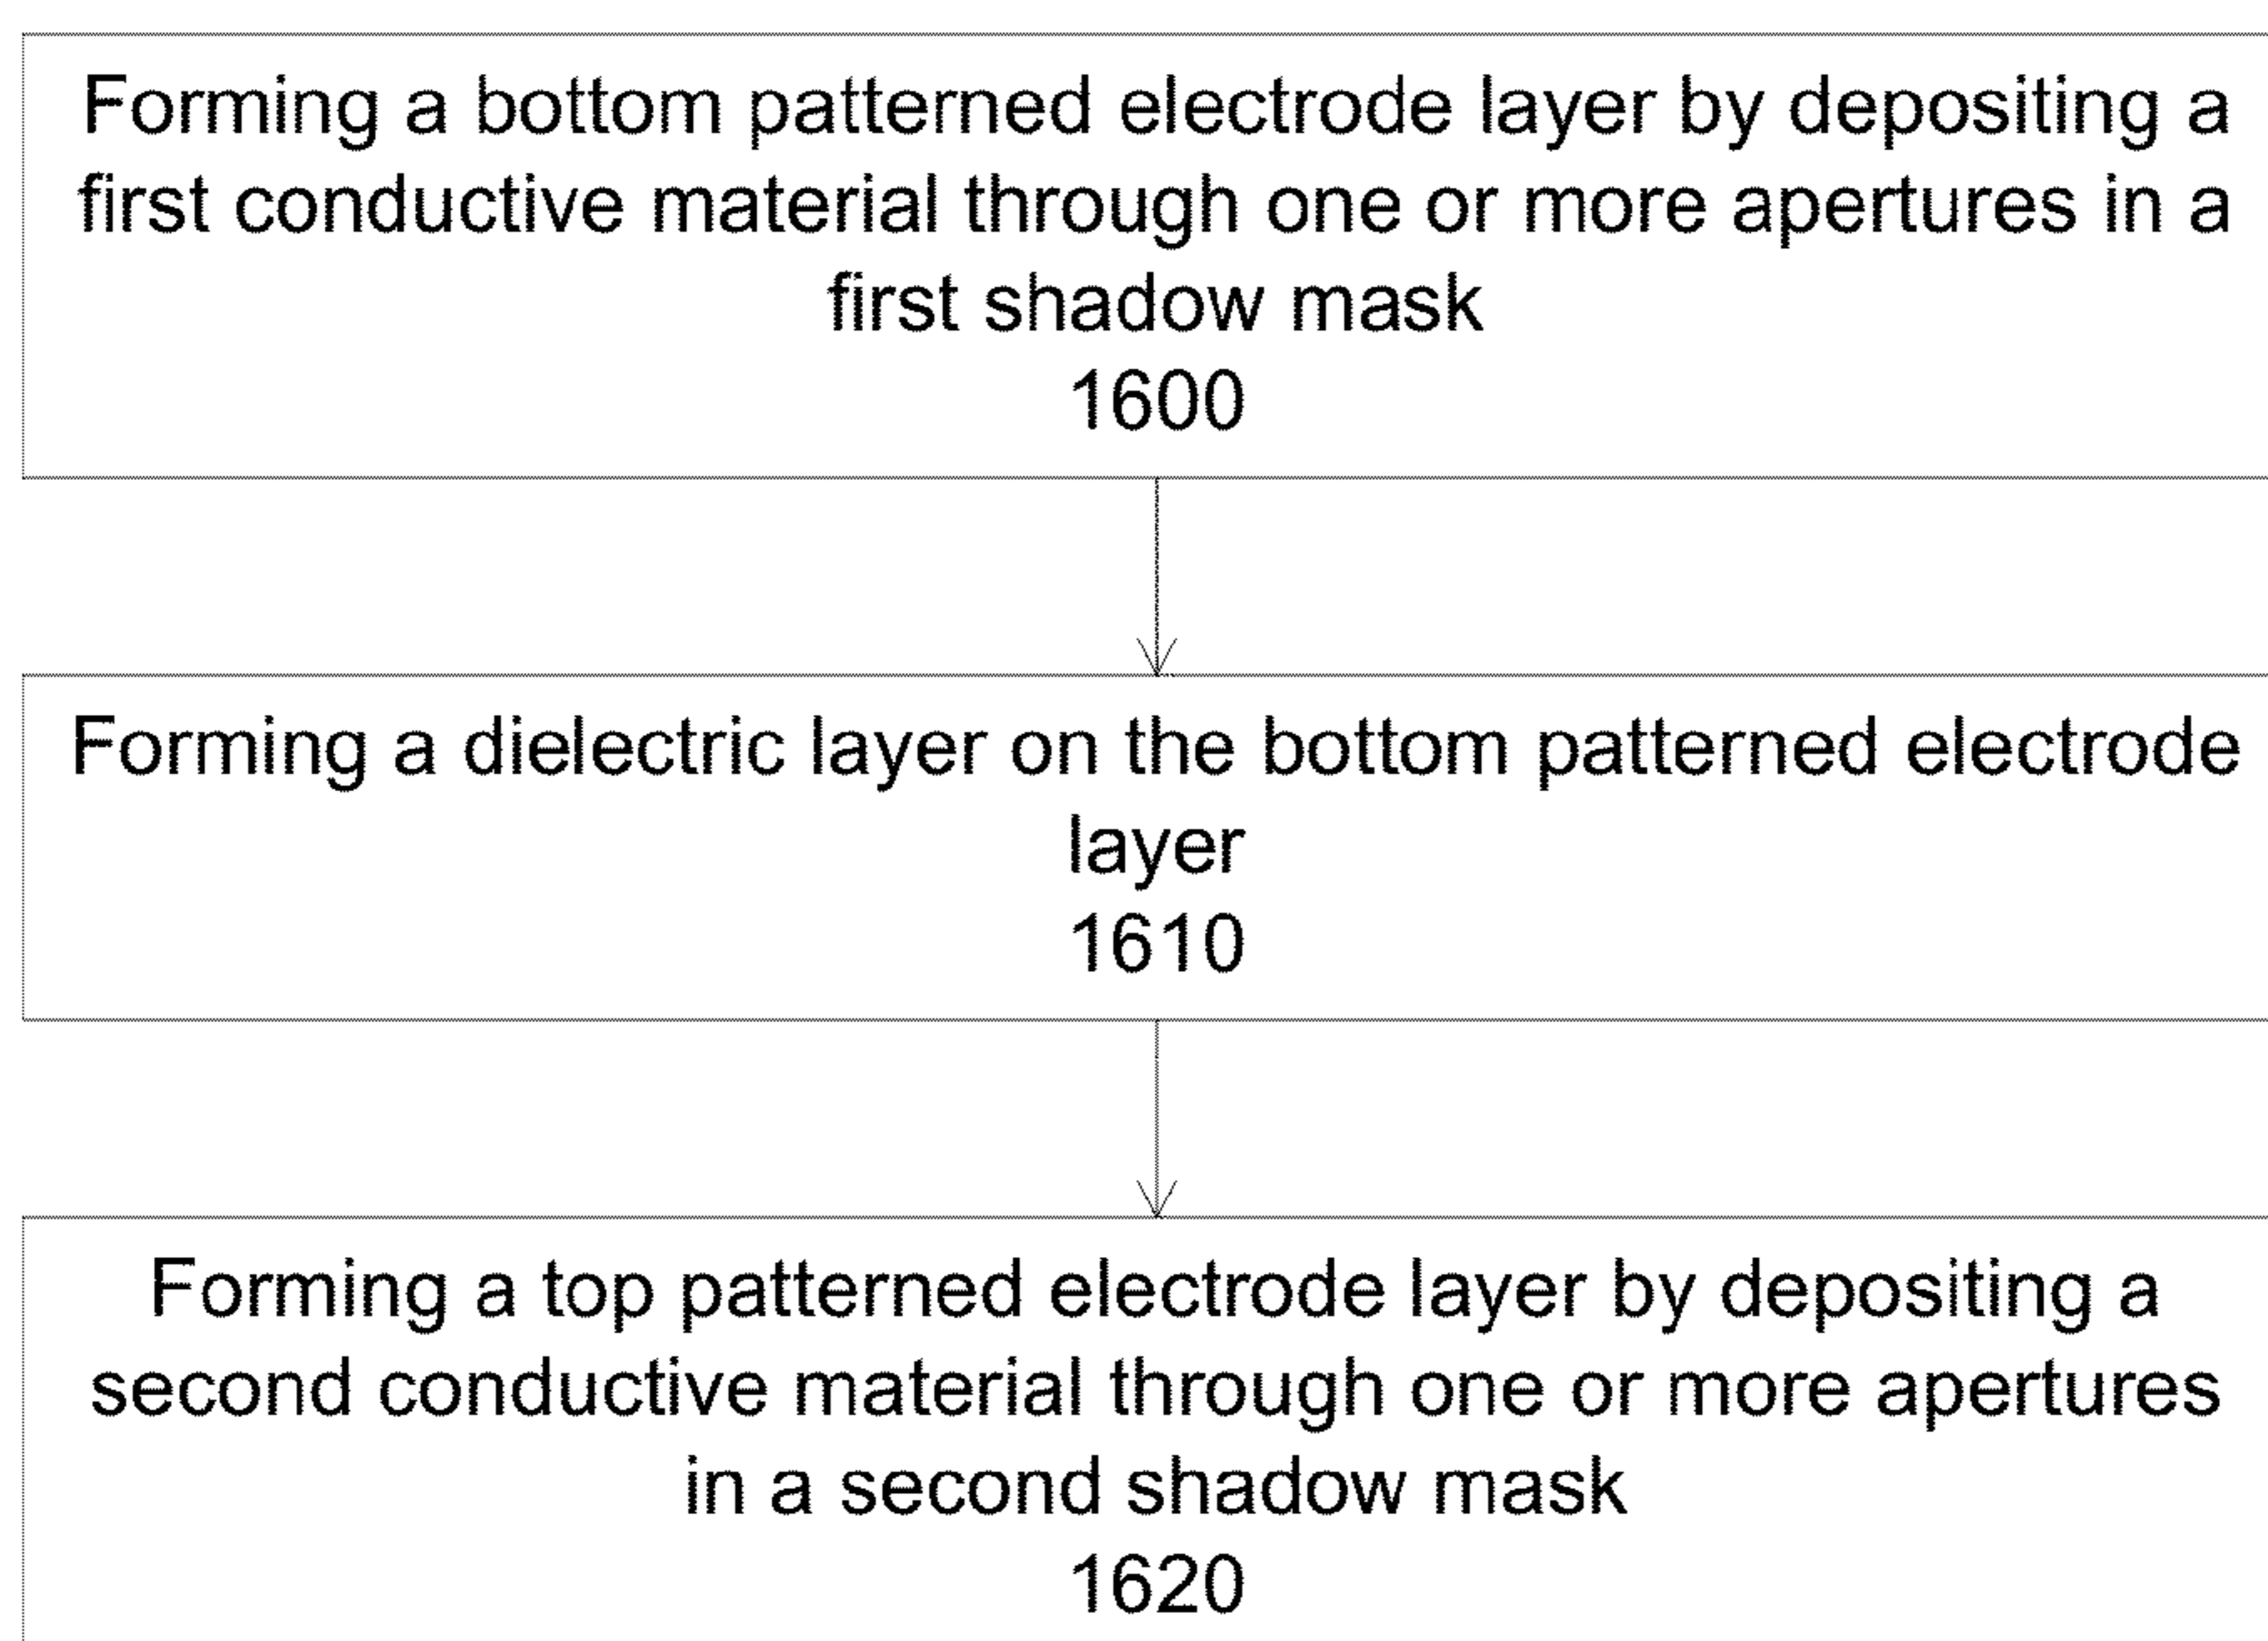 Forming a bottom patterned electrode layer by depositing a
first conductive material through one or more apertures in a
first shadow mask
1600
Forming a dielectric layer on the bottom patterned electrode
layer
1610
Forming a top patterned electrode layer by depositing a
second conductive material through one or more apertures
in a second shadow mask
1620